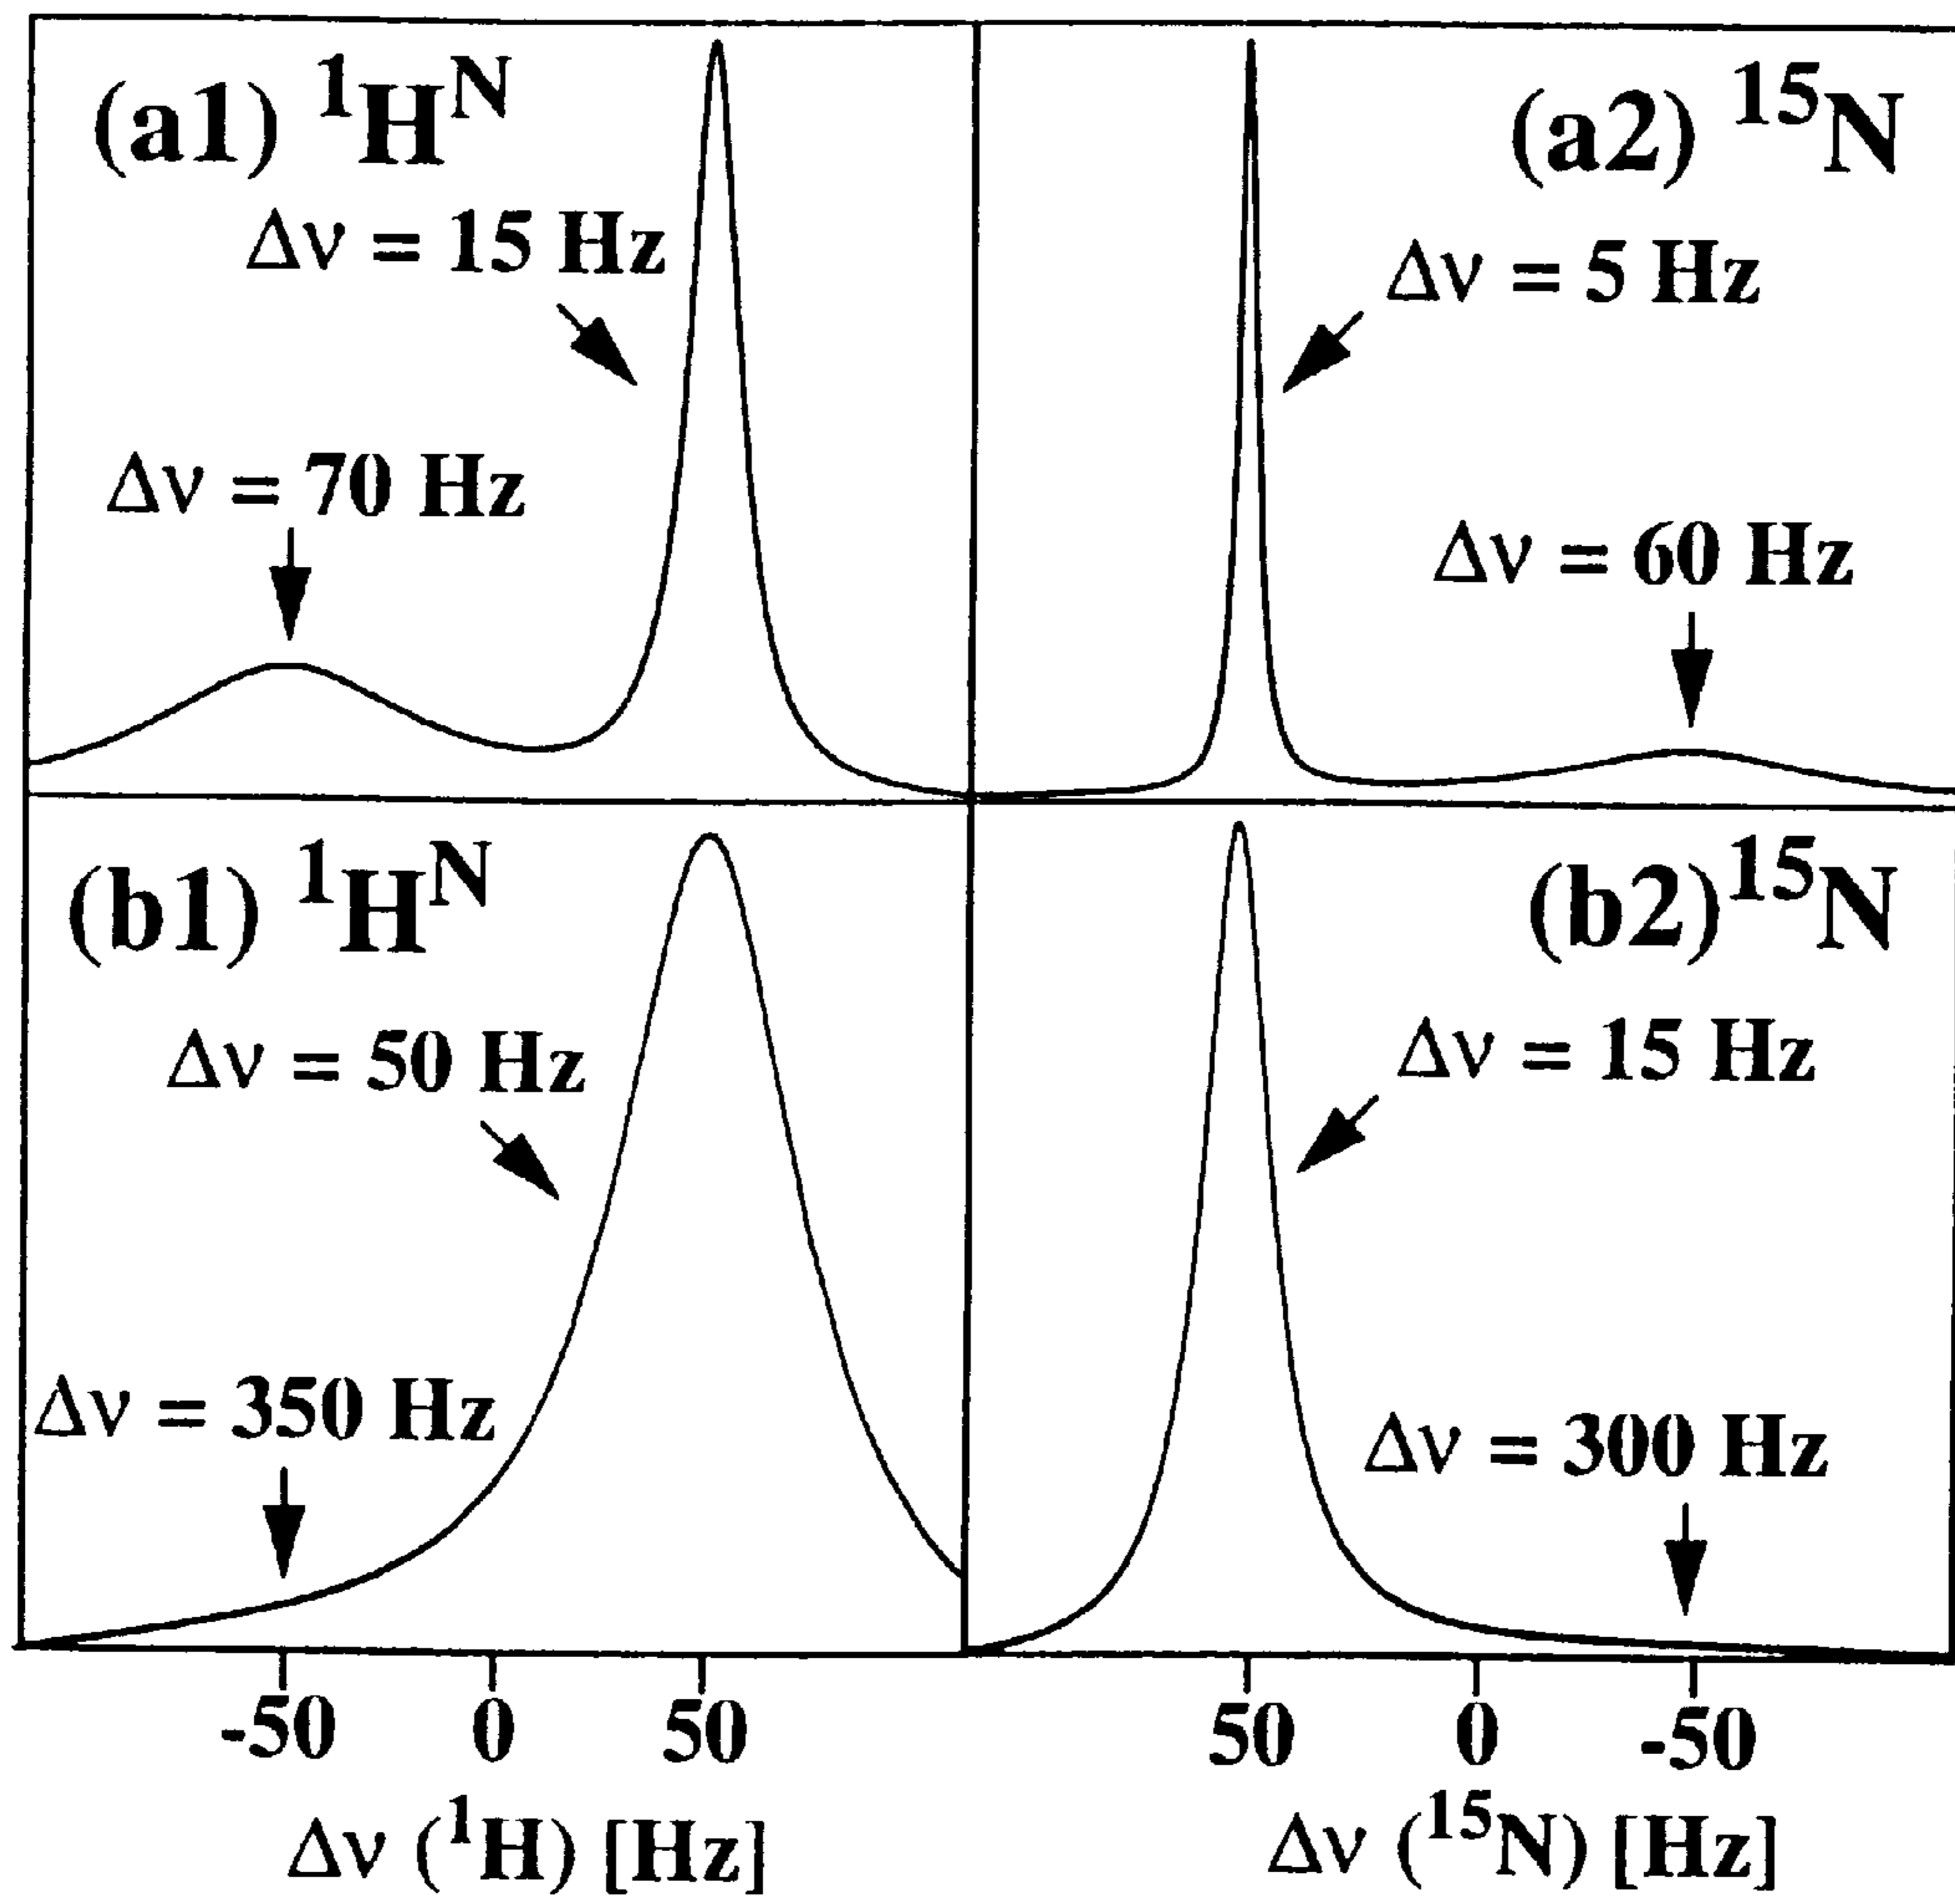 (a1) ¹Hᴺ
Δν = 15 Hz
Δν = 70 Hz
(a2) ¹⁵N
Δν = 5 Hz
Δν = 60 Hz
(b1) ¹Hᴺ
Δν = 50 Hz
Δν = 350 Hz
(b2) ¹⁵N
Δν = 15 Hz
Δν = 300 Hz
-50 0 50
50 0 -50
Δν (¹H) [Hz]
Δν (¹⁵N) [Hz]